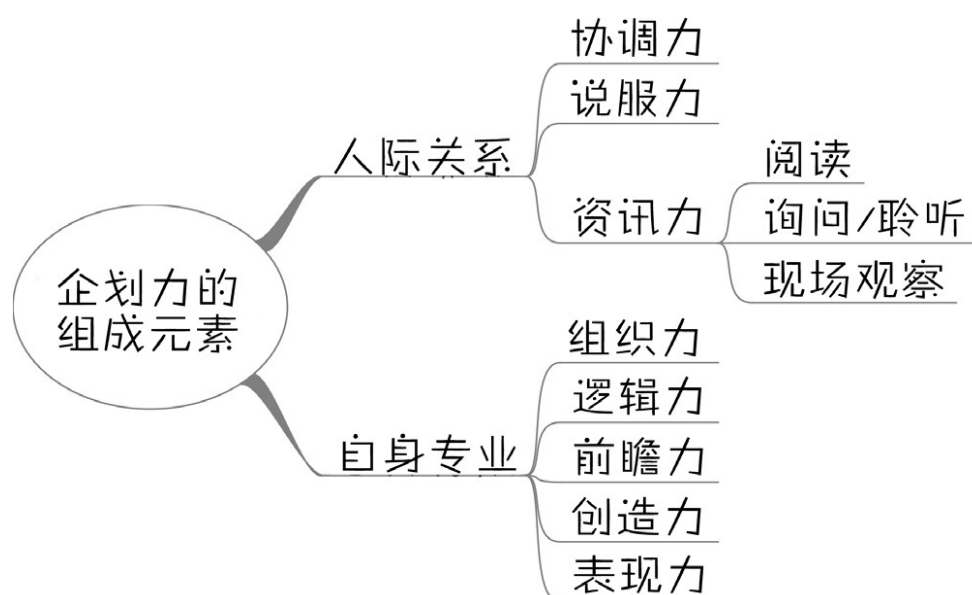 企划力的
组成元素
人际关系
协调力
说服力
资讯力
阅读
询问/聆听
现场观察
自身专业
组织力
逻辑力
前瞻力
创造力
表现力